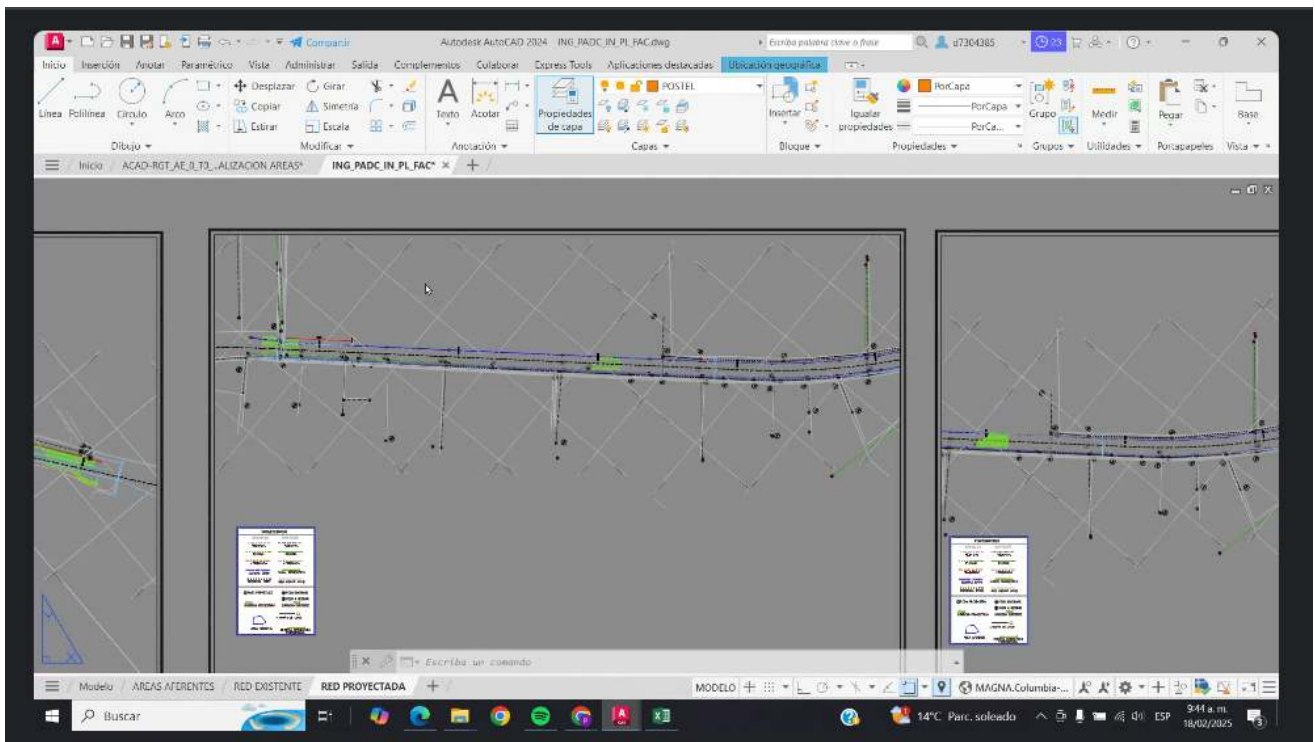 Compartir
Autodesk AutoCAD 2024 ING_PADC_IN_PL_FAC.dwg
Escriba palabra clave o frase
d7304385
23
Inicio Inserción Anotar Paramétrico Vista Administrar Salida Complementos Colaborar Express Tools Aplicaciones destacadas Ubicación geográfica
Línea Polilínea Círculo Arco
Desplazar Girar
Copiar Simetría
Estirar Escala
Texto Acotar
Propiedades de capa
POSTEL
Insertar
Igualar propiedades
PorCapa
PorCapa
PorCa...
Grupo
Medir
Pegar
Base
Dibujo Modificar Anotación Capas Bloque Propiedades Grupos Utilidades Portapapeles Vista
Inicio ACAD-RGT_AE_0_T0_..ALIZACION AREAS* ING_PADC_IN_PL_FAC*
Escriba un comando
Modelo AREAS AFERENTES RED EXISTENTE RED PROYECTADA
MODELO
MAGNA.Columbia-...
Buscar
14°C Parc. soleado
ESP
9:44 a. m.
18/02/2025